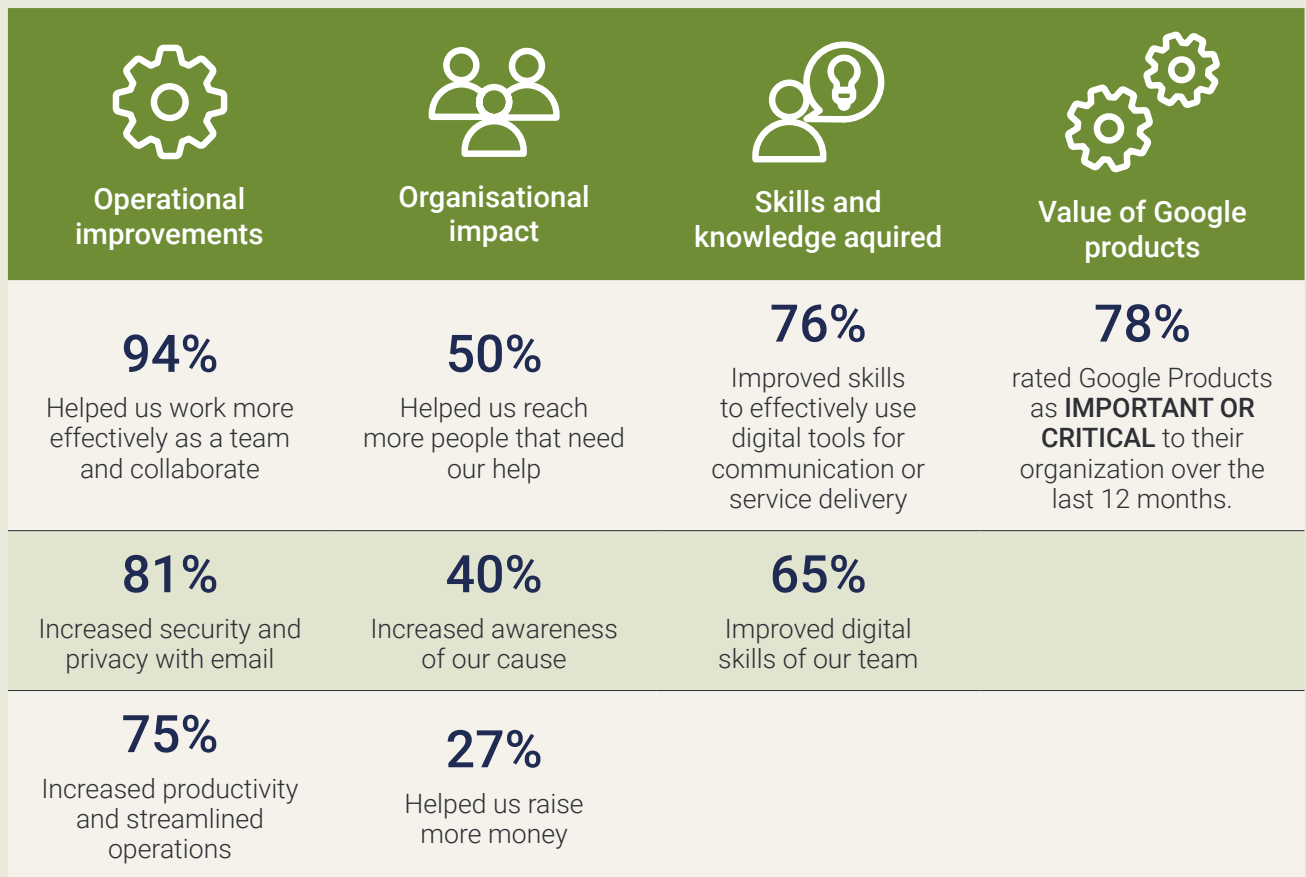 Operational
improvements
Organisational
impact
Skills and
knowledge aquired
Value of Google
products
94%
Helped us work more
effectively as a team
and collaborate
50%
Helped us reach
more people that need
our help
76%
Improved skills
to effectively use
digital tools for
communication or
service delivery
78%
rated Google Products
as IMPORTANT OR
CRITICAL to their
organization over the
last 12 months.
81%
Increased security and
privacy with email
40%
Increased awareness
of our cause
65%
Improved digital
skills of our team
75%
Increased productivity
and streamlined
operations
27%
Helped us raise
more money